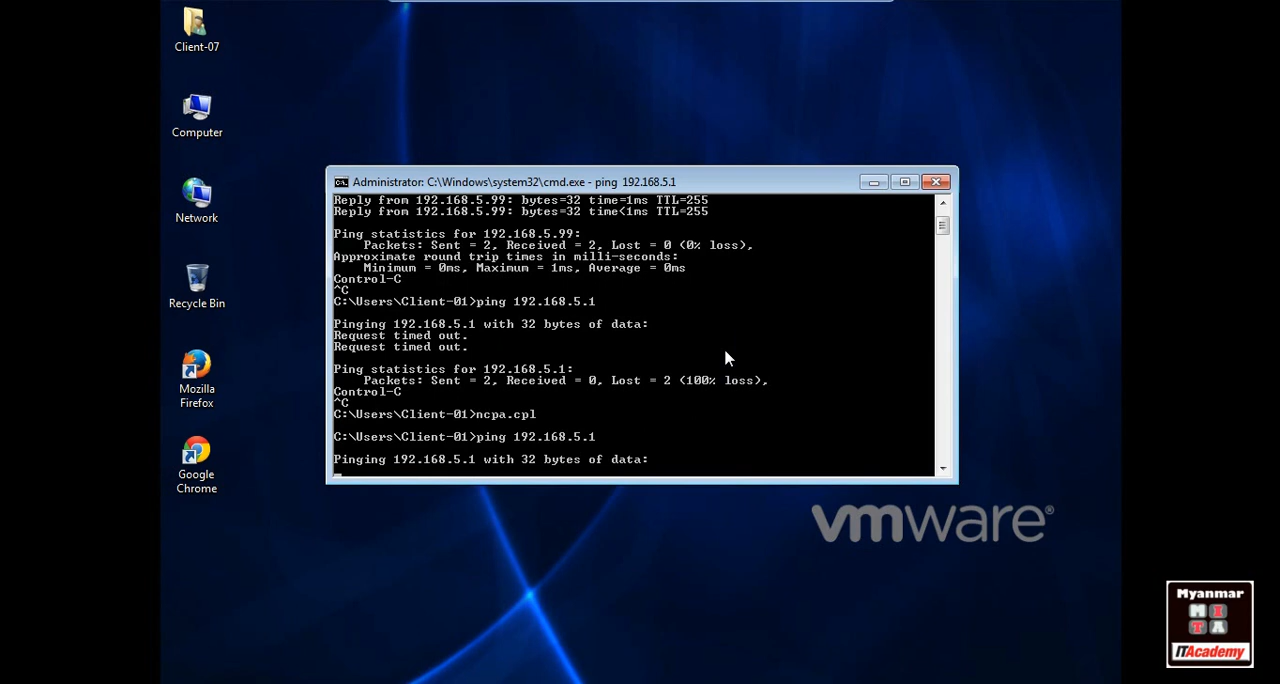 Client-07
Computer
Network
Recycle Bin
Mozilla
Firefox
Google
Chrome
Administrator: C:\Windows\system32\cmd.exe - ping 192.168.5.1
Reply from 192.168.5.99: bytes=32 time=1ms TTL=255
Reply from 192.168.5.99: bytes=32 time<1ms TTL=255
Ping statistics for 192.168.5.99:
Packets: Sent = 2, Received = 2, Lost = 0 (0% loss),
Approximate round trip times in milli-seconds:
Minimum = 0ms, Maximum = 1ms, Average = 0ms
Control-C
^C
C:\Users\Client-01>ping 192.168.5.1
Pinging 192.168.5.1 with 32 bytes of data:
Request timed out.
Request timed out.
Ping statistics for 192.168.5.1:
Packets: Sent = 2, Received = 0, Lost = 2 (100% loss),
Control-C
^C
C:\Users\Client-01>ncpa.cpl
C:\Users\Client-01>ping 192.168.5.1
Pinging 192.168.5.1 with 32 bytes of data:
vmware®
Myanmar
M I
T A
ITAcademy